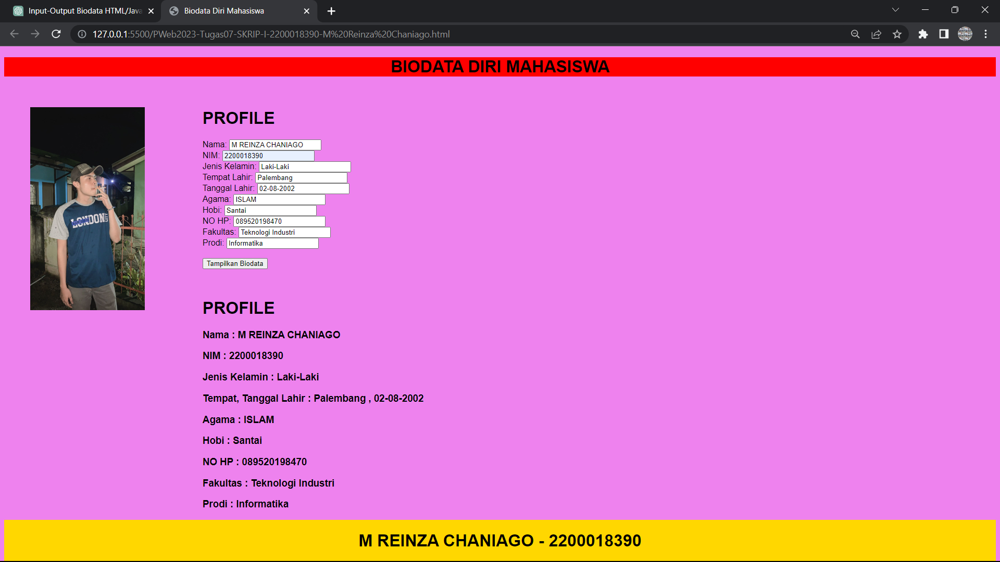 Input-Output Biodata HTML/Java
Biodata Diri Mahasiswa
127.0.0.1:5500/PWeb2023-Tugas07-SKRIP-I-2200018390-M%20Reinza%20Chaniago.html
BIODATA DIRI MAHASISWA
PROFILE
Nama: M REINZA CHANIAGO
NIM: 2200018390
Jenis Kelamin: Laki-Laki
Tempat Lahir: Palembang
Tanggal Lahir: 02-08-2002
Agama: ISLAM
Hobi: Santai
NO HP: 089520198470
Fakultas: Teknologi Industri
Prodi: Informatika
Tampilkan Biodata
LONDON
CITY
PROFILE
Nama : M REINZA CHANIAGO
NIM : 2200018390
Jenis Kelamin : Laki-Laki
Tempat, Tanggal Lahir : Palembang , 02-08-2002
Agama : ISLAM
Hobi : Santai
NO HP : 089520198470
Fakultas : Teknologi Industri
Prodi : Informatika
M REINZA CHANIAGO - 2200018390